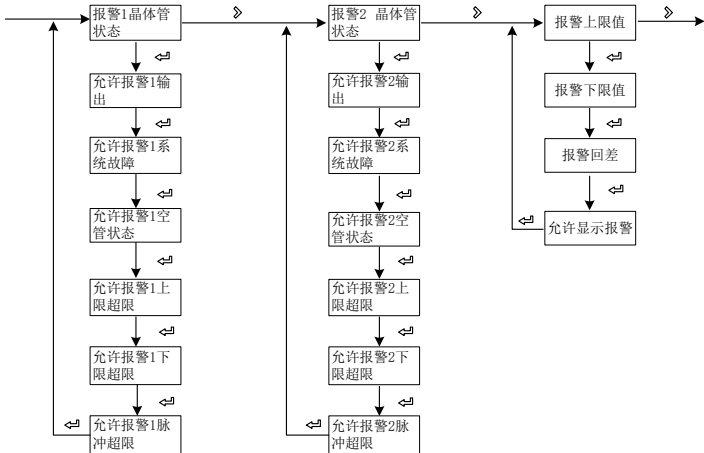 报警1晶体管
状态
允许报警1输
出
允许报警1系
统故障
允许报警1空
管状态
允许报警1上
限超限
允许报警1下
限超限
允许报警1脉
冲超限
报警2 晶体管
状态
允许报警2输
出
允许报警2系
统故障
允许报警2空
管状态
允许报警2上
限超限
允许报警2下
限超限
允许报警2脉
冲超限
报警上限值
报警下限值
报警回差
允许显示报警